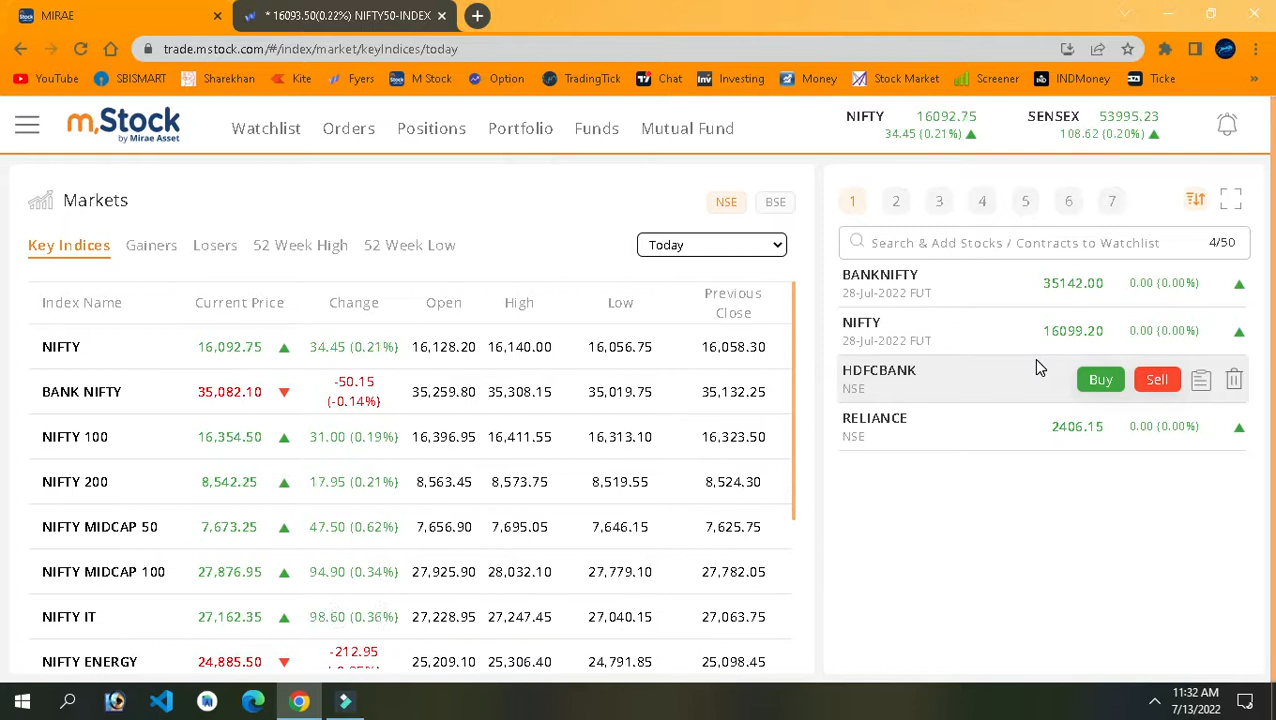 MIRAE
* 16093.50(0.22%) NIFTY50-INDEX
trade.mstock.com/#/index/market/keyIndices/today
YouTube SBISMART Sharekhan Kite Fyers M Stock Option TradingTick Chat Investing Money Stock Market Screener INDMoney Ticke
m.Stock
by Mirae Asset
Watchlist Orders Positions Portfolio Funds Mutual Fund
NIFTY 16092.75
34.45 (0.21%)
SENSEX 53995.23
108.62 (0.20%)
Markets
NSE BSE
Key Indices Gainers Losers 52 Week High 52 Week Low
Today
Index Name Current Price Change Open High Low Previous Close
NIFTY 16,092.75 34.45 (0.21%) 16,128.20 16,140.00 16,056.75 16,058.30
BANK NIFTY 35,082.10 -50.15 (-0.14%) 35,259.80 35,308.15 35,019.75 35,132.25
NIFTY 100 16,354.50 31.00 (0.19%) 16,396.95 16,411.55 16,313.10 16,323.50
NIFTY 200 8,542.25 17.95 (0.21%) 8,563.45 8,573.75 8,519.55 8,524.30
NIFTY MIDCAP 50 7,673.25 47.50 (0.62%) 7,656.90 7,695.05 7,646.15 7,625.75
NIFTY MIDCAP 100 27,876.95 94.90 (0.34%) 27,925.90 28,032.10 27,779.10 27,782.05
NIFTY IT 27,162.35 98.60 (0.36%) 27,228.95 27,247.45 27,040.15 27,063.75
NIFTY ENERGY 24,885.50 -212.95 25,209.10 25,306.40 24,791.85 25,098.45
1 2 3 4 5 6 7
Search & Add Stocks / Contracts to Watchlist 4/50
BANKNIFTY
28-Jul-2022 FUT 35142.00 0.00 (0.00%)
NIFTY
28-Jul-2022 FUT 16099.20 0.00 (0.00%)
HDFCBANK
NSE Buy Sell
RELIANCE
NSE 2406.15 0.00 (0.00%)
11:32 AM
7/13/2022